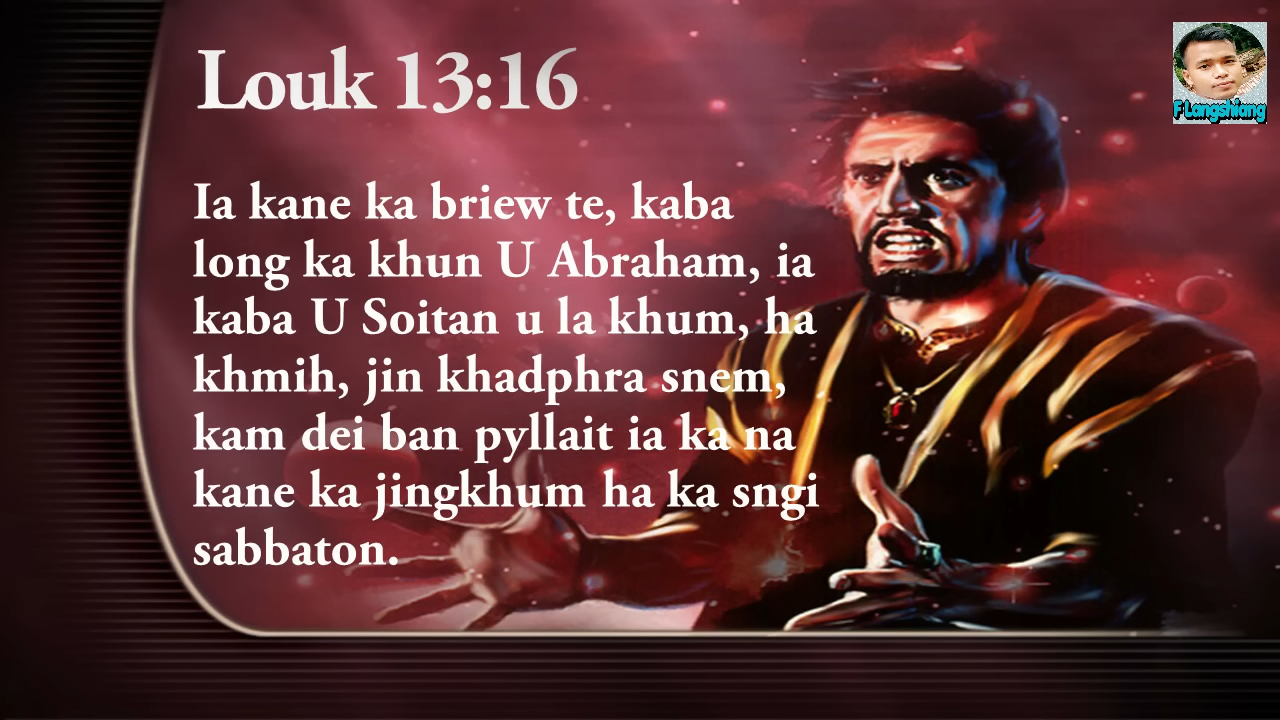 Louk 13:16
F Langshiang
Ia kane ka briew te, kaba
long ka khun U Abraham, ia
kaba U Soitan u la khum, ha
khmih, jin khadphra snem,
kam dei ban pyllait ia ka na
kane ka jingkhum ha ka sngi
sabbaton.